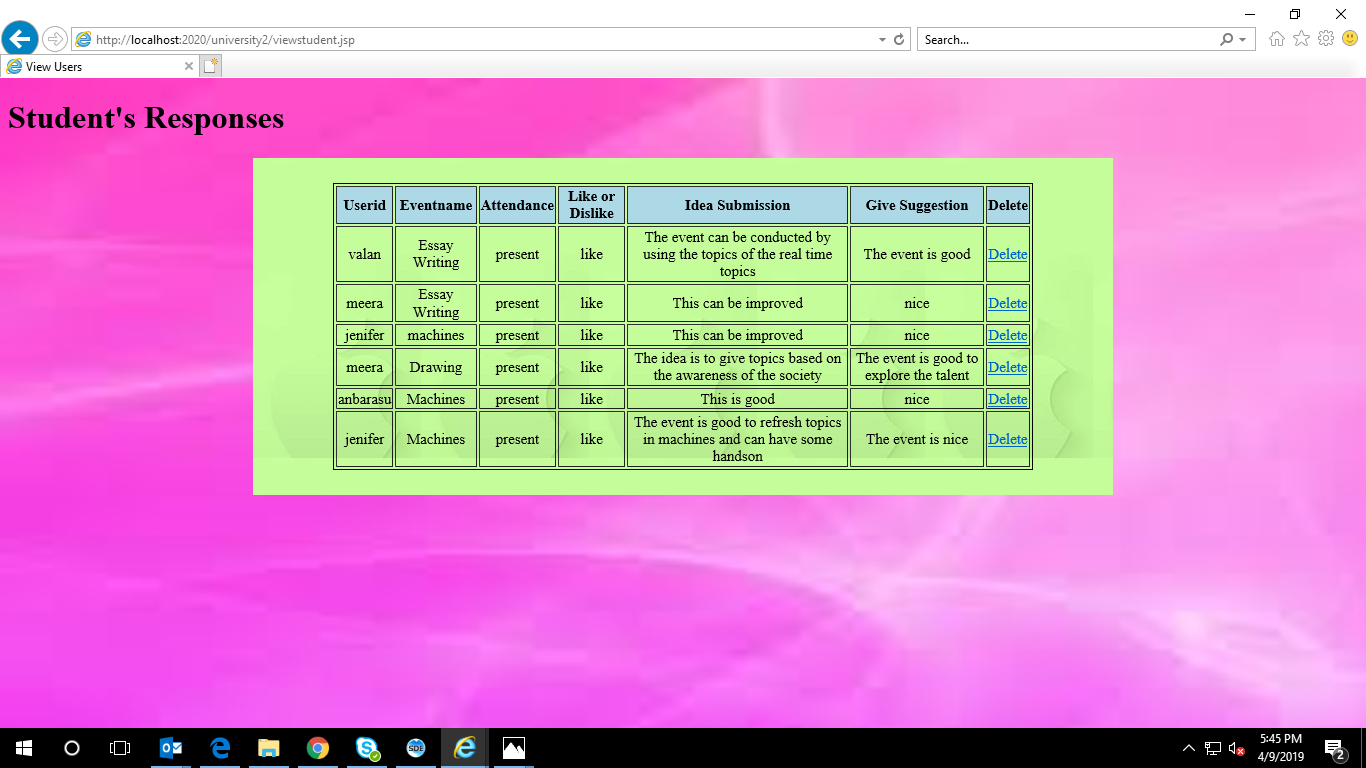 http://localhost:2020/university2/viewstudent.jsp
Search...
View Users
Student's Responses
Userid Eventname Attendance Like or Dislike Idea Submission Give Suggestion Delete
valan Essay Writing present like The event can be conducted by using the topics of the real time topics The event is good Delete
meera Essay Writing present like This can be improved nice Delete
jenifer machines present like This can be improved nice Delete
meera Drawing present like The idea is to give topics based on the awareness of the society The event is good to explore the talent Delete
anbarasu Machines present like This is good nice Delete
jenifer Machines present like The event is good to refresh topics in machines and can have some handson The event is nice Delete
SDE
5:45 PM
4/9/2019
2